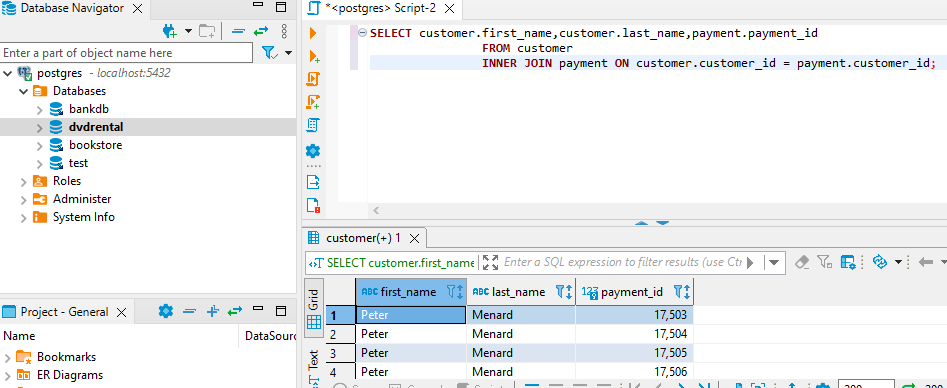 Database Navigator
Enter a part of object name here
postgres - localhost:5432
Databases
bankdb
dvdrental
bookstore
test
Roles
Administer
System Info
Project - General
Name DataSourc
Bookmarks
ER Diagrams
*<postgres> Script-2
SELECT customer.first_name,customer.last_name,payment.payment_id
FROM customer
INNER JOIN payment ON customer.customer_id = payment.customer_id;
customer(+) 1
SELECT customer.first_name Enter a SQL expression to filter results (use Ctr
Grid
Text
ABC first_name ABC last_name 123 payment_id
1 Peter Menard 17,503
2 Peter Menard 17,504
3 Peter Menard 17,505
4 Peter Menard 17,506